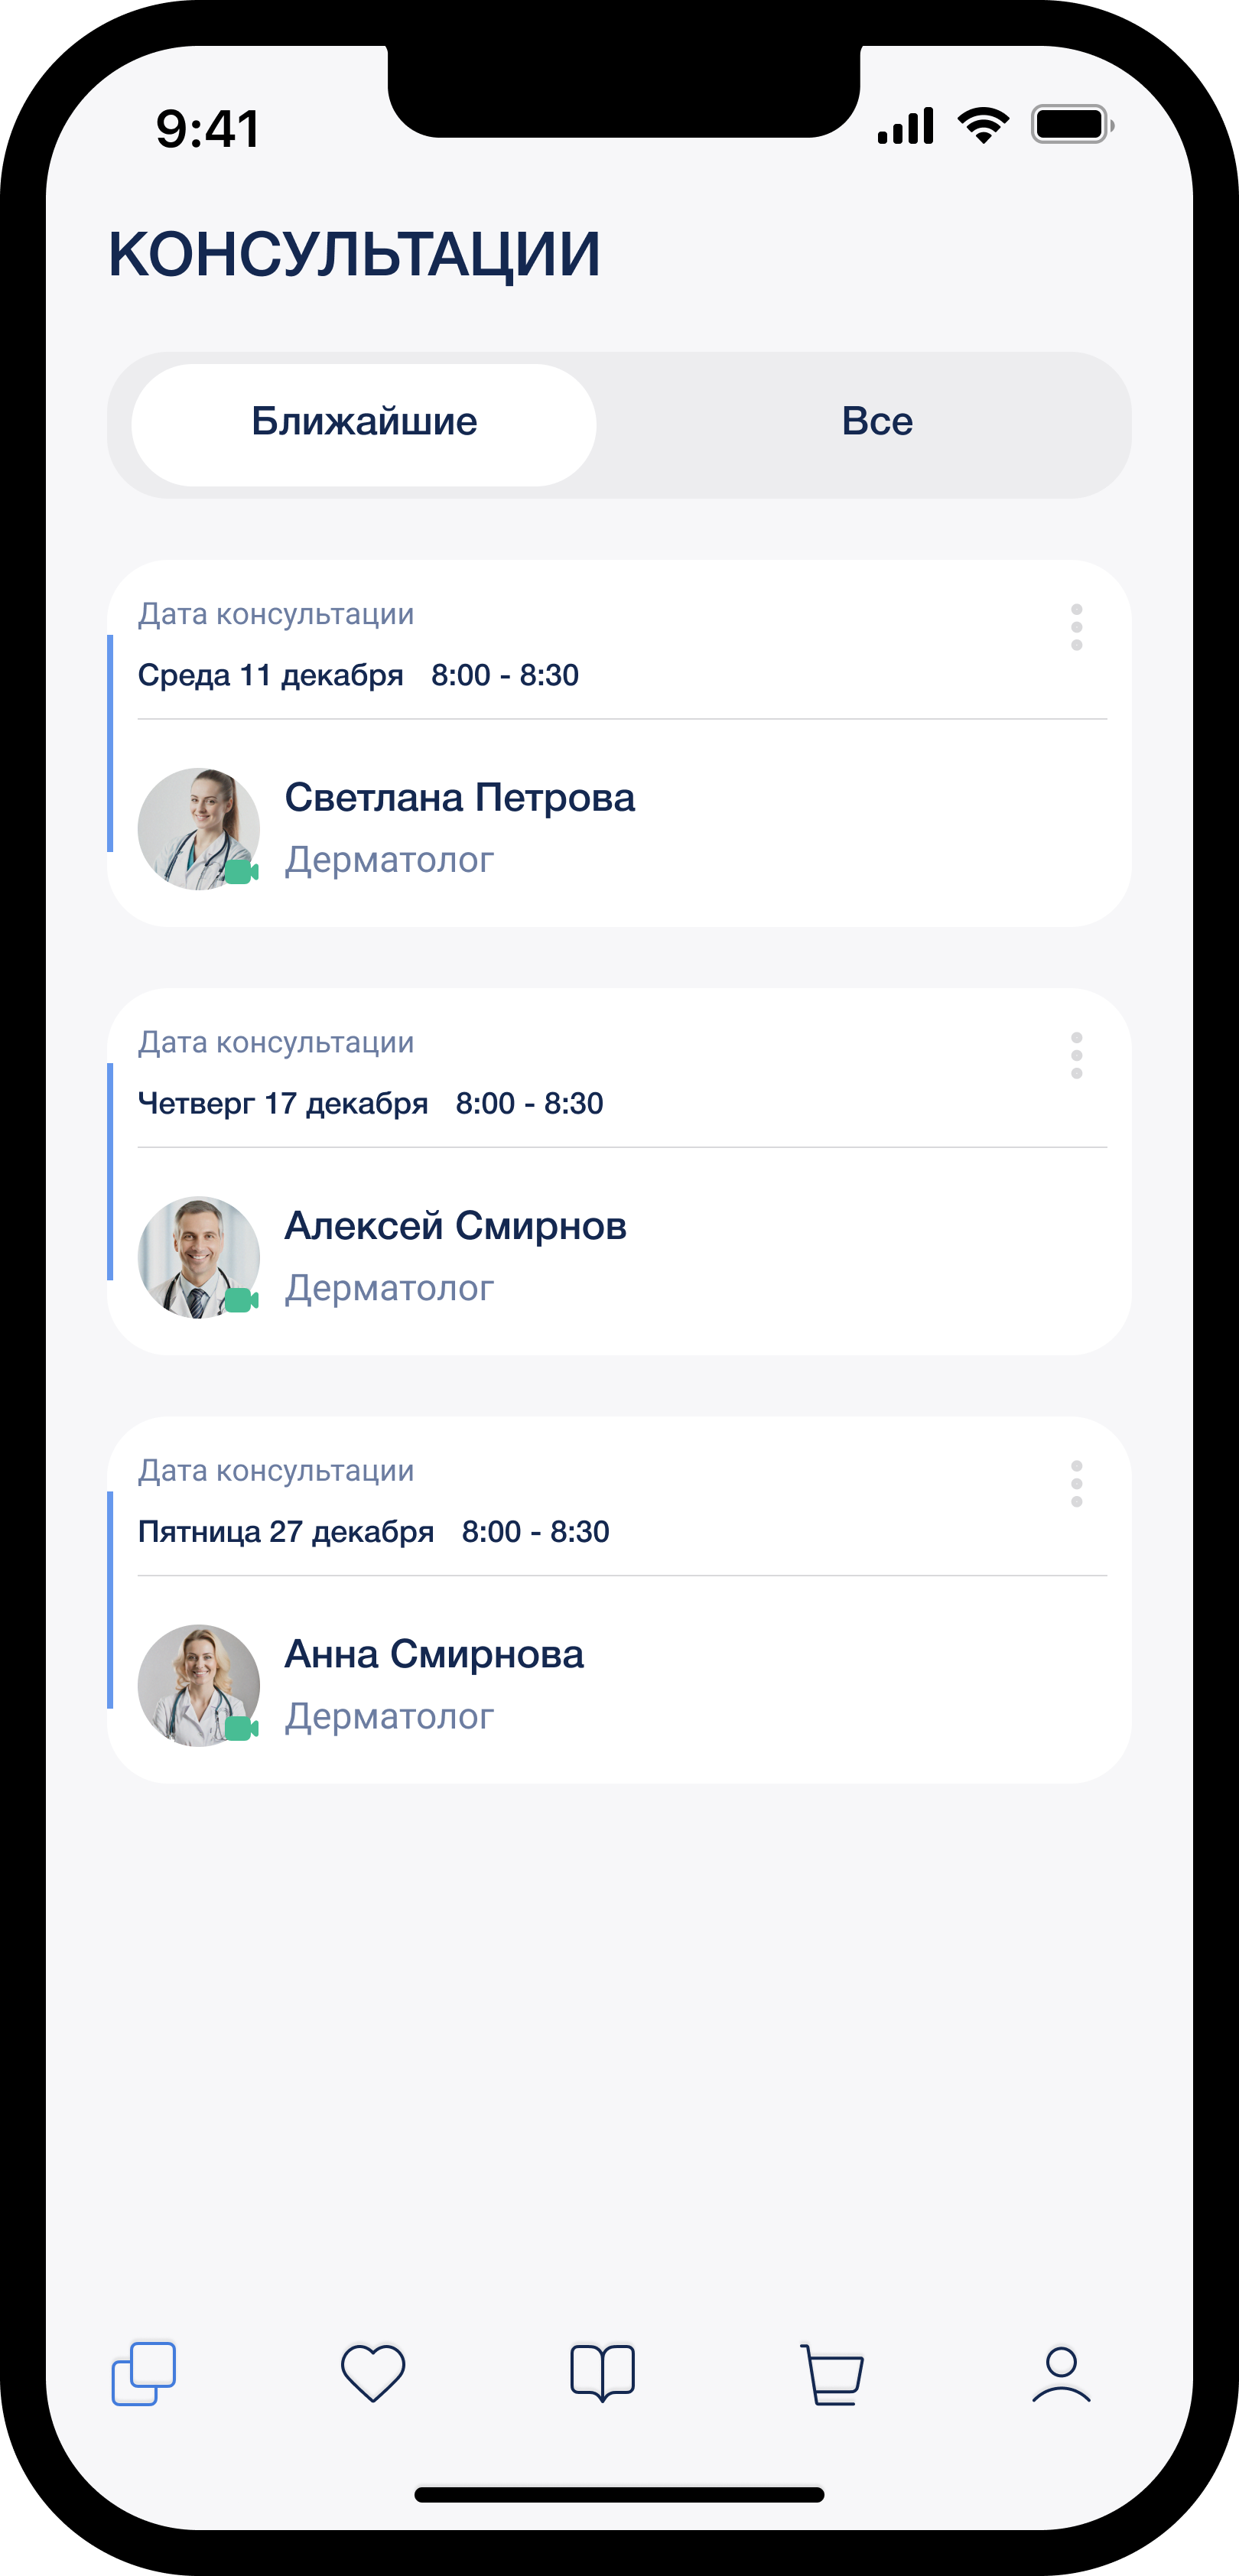 9:41
КОНСУЛЬТАЦИИ
Ближайшие Все
Дата консультации
Среда 11 декабря 8:00 - 8:30
Светлана Петрова
Дерматолог
Дата консультации
Четверг 17 декабря 8:00 - 8:30
Алексей Смирнов
Дерматолог
Дата консультации
Пятница 27 декабря 8:00 - 8:30
Анна Смирнова
Дерматолог